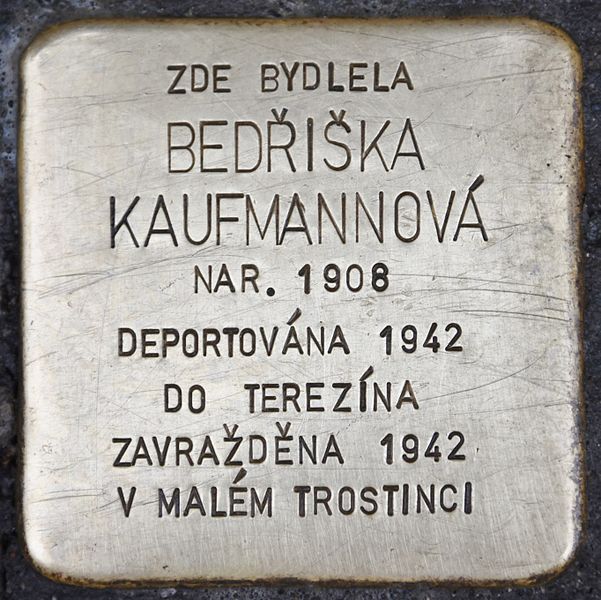 ZDE BYDLELA
BEDŘIŠKA
KAUFMANNOVÁ
NAR. 1908
DEPORTOVÁNA 1942
DO TEREZÍNA
ZAVRAŽDĚNA 1942
V MALÉM TROSTINCI